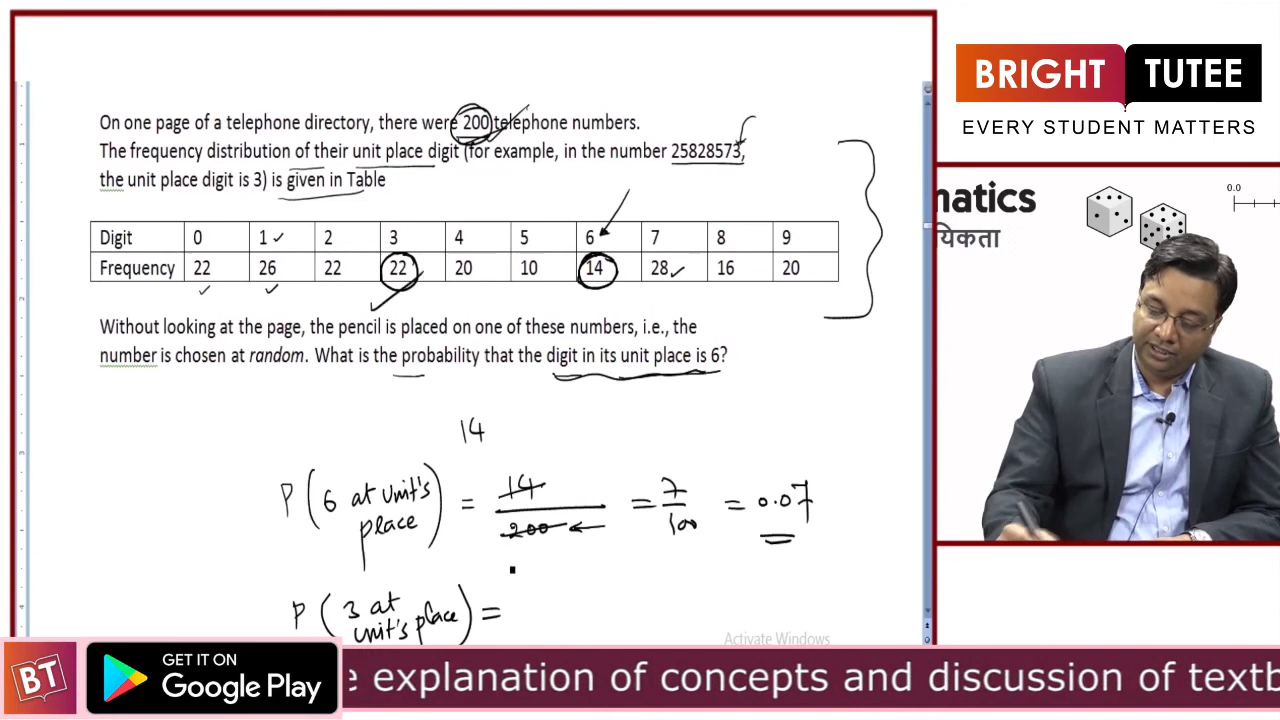 BRIGHT TUTEE
EVERY STUDENT MATTERS
On one page of a telephone directory, there were 200 telephone numbers.
The frequency distribution of their unit place digit (for example, in the number 25828573,
the unit place digit is 3) is given in Table
Digit 0 1 2 3 4 5 6 7 8 9
Frequency 22 26 22 22 20 10 14 28 16 20
Without looking at the page, the pencil is placed on one of these numbers, i.e., the
number is chosen at random. What is the probability that the digit in its unit place is 6?
14
P (6 at unit's place) = 14/200 = 7/100 = 0.07
P (3 at unit's place) =
matics
0.0
Activate Windows
BT
GET IT ON
Google Play
e explanation of concepts and discussion of textb